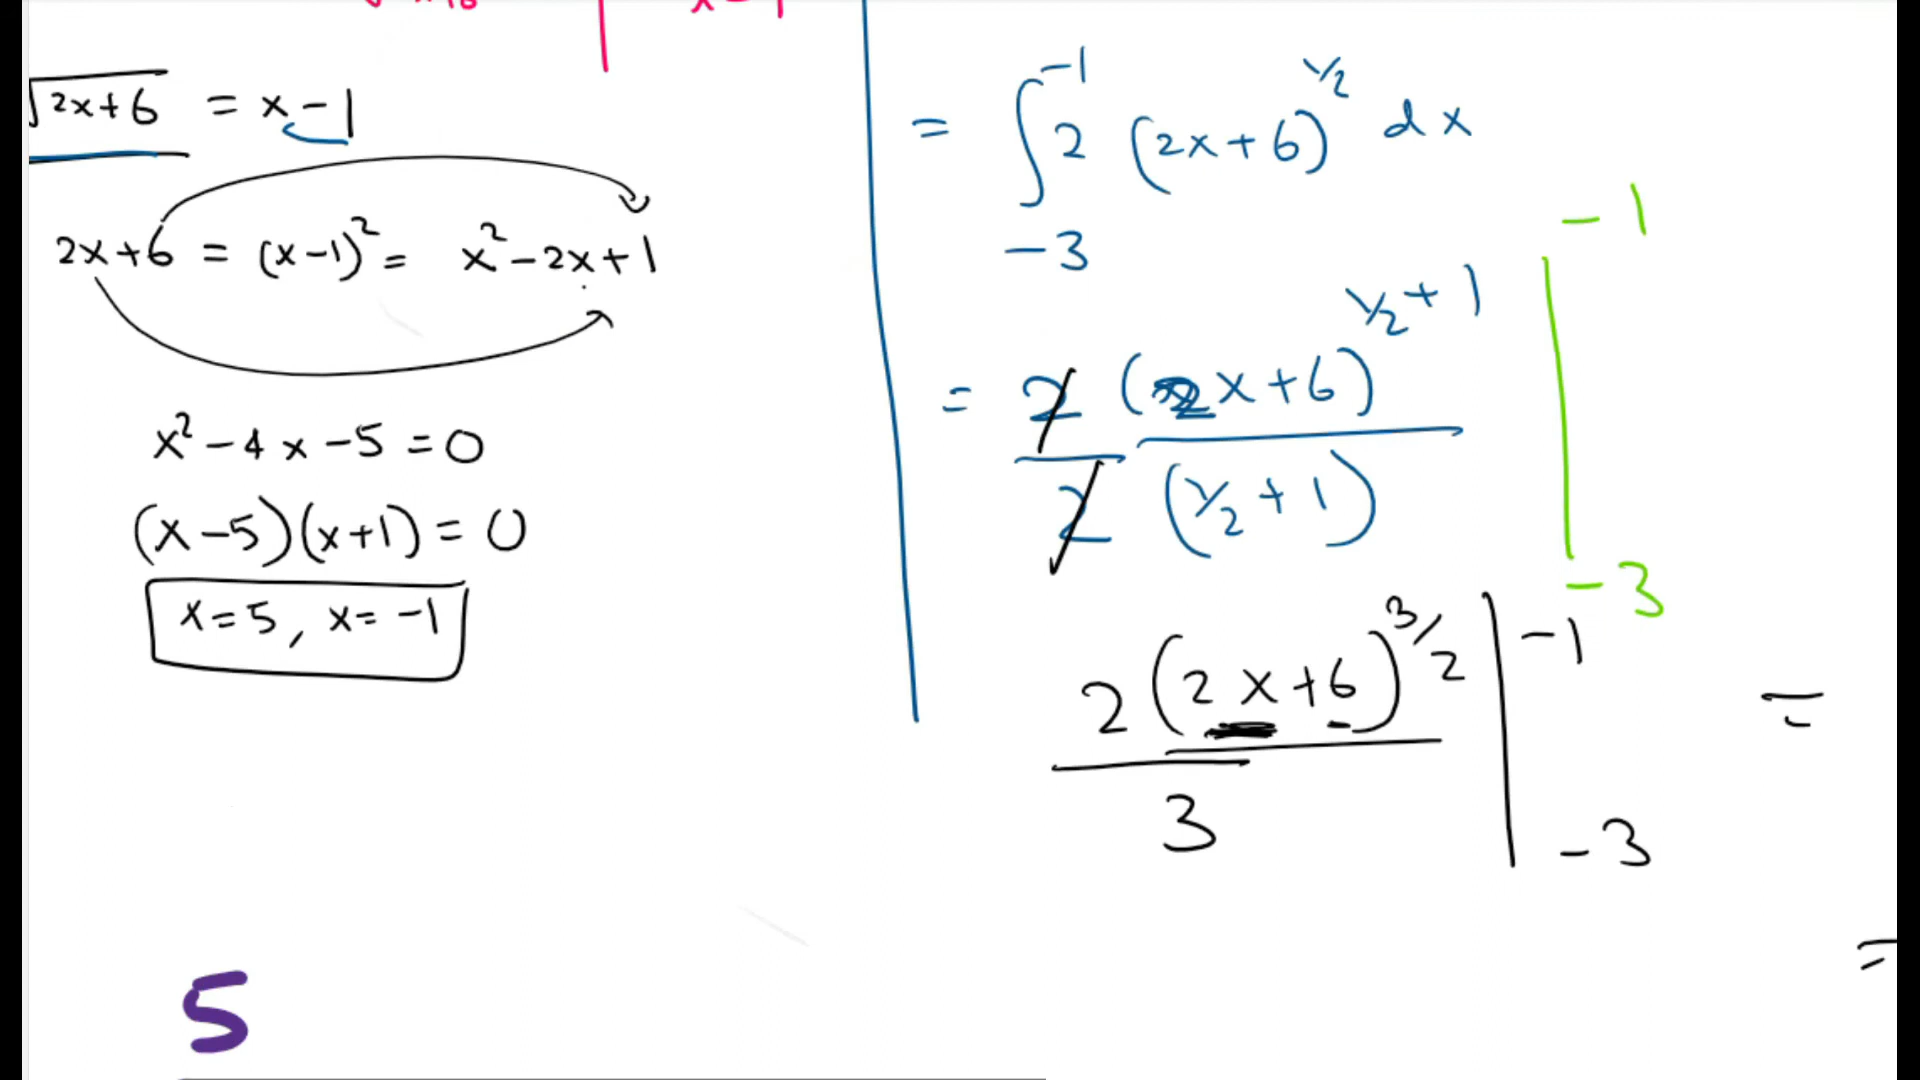 √2x+6 = x-1
2x+6 = (x-1)² = x²-2x+1
x²-4x-5=0
(x-5)(x+1)=0
x=5, x=-1
5
= ∫ -1 -3 2 (2x+6)^1/2 dx
= 2/2 (2x+6)^1/2+1 / (1/2+1) | -1 -3
2(2x+6)^3/2 / 3 | -1 -3 =
=